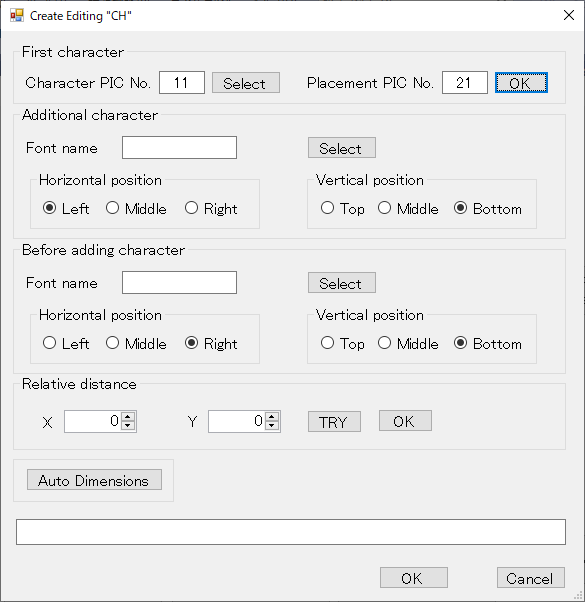 Create Editing "CH"
First character
Character PIC No. 11 Select Placement PIC No. 21 OK
Additional character
Font name Select
Horizontal position Vertical position
Left Middle Right Top Middle Bottom
Before adding character
Font name Select
Horizontal position Vertical position
Left Middle Right Top Middle Bottom
Relative distance
X 0 Y 0 TRY OK
Auto Dimensions
OK Cancel